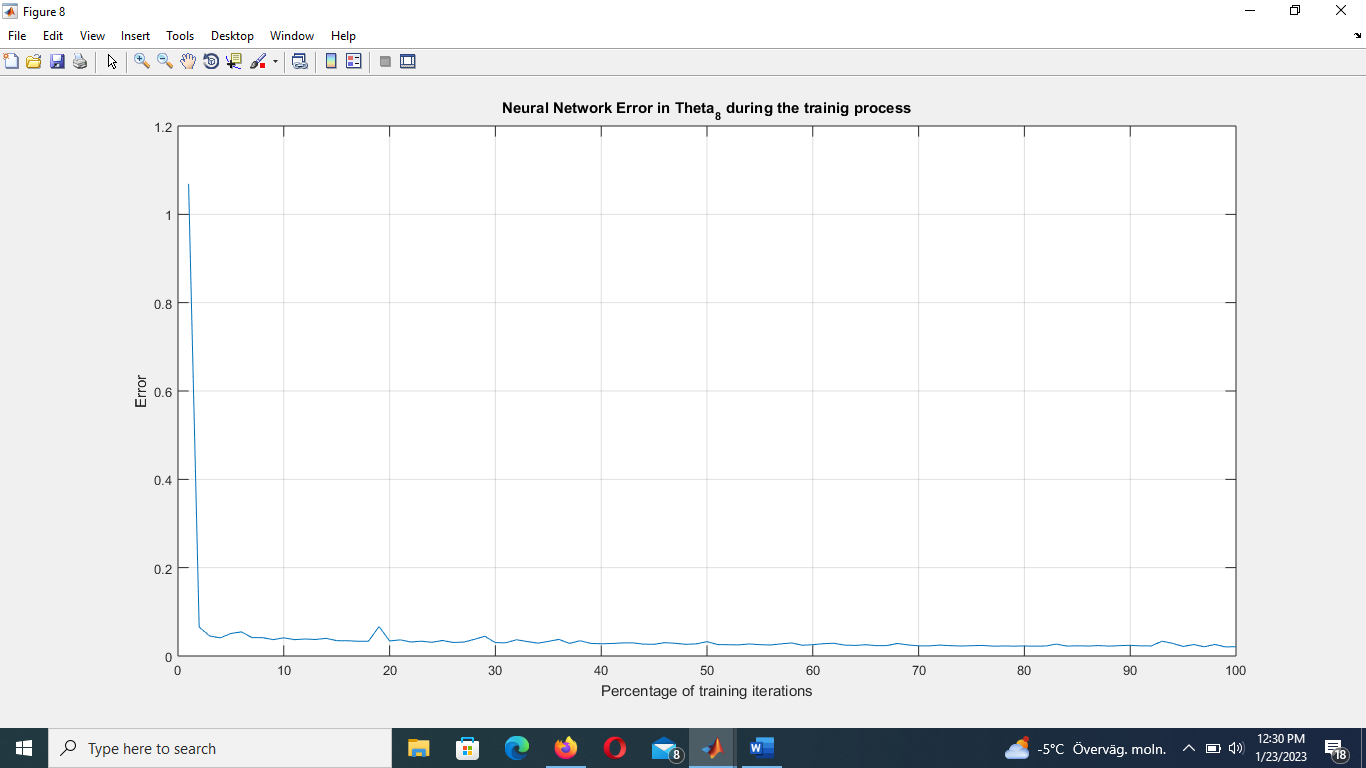 Figure 8
File Edit View Insert Tools Desktop Window Help
Neural Network Error in Theta8 during the trainig process
1.2
1
0.8
0.6
0.4
0.2
0
Error
0 10 20 30 40 50 60 70 80 90 100
Percentage of training iterations
Type here to search
8
-5°C Överväg. moln.
12:30 PM
1/23/2023
18